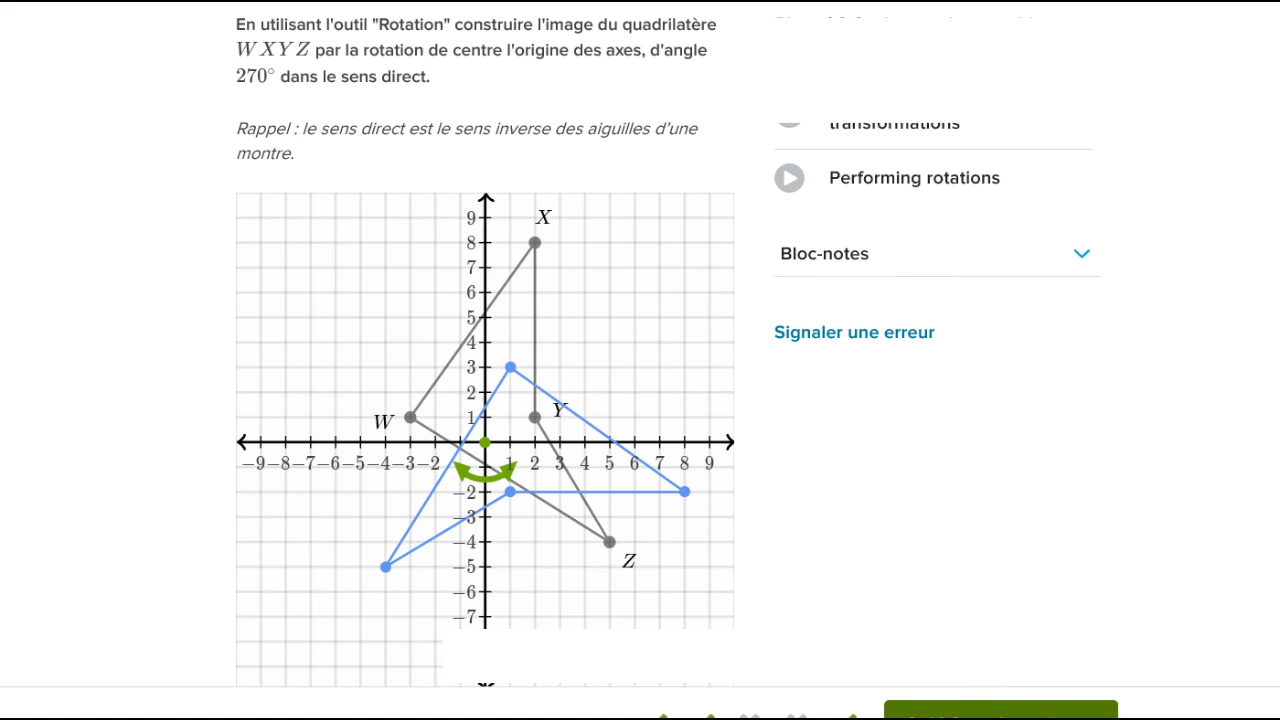 En utilisant l'outil "Rotation" construire l'image du quadrilatère
W X Y Z par la rotation de centre l'origine des axes, d'angle
270° dans le sens direct.
Rappel : le sens direct est le sens inverse des aiguilles d'une
montre.
transformations
Performing rotations
Bloc-notes
Signaler une erreur
X
W
Y
Z
9
8
7
6
5
4
3
2
1
−9 −8 −7 −6 −5 −4 −3 −2 1 2 3 4 5 6 7 8 9
−2
−3
−4
−5
−6
−7